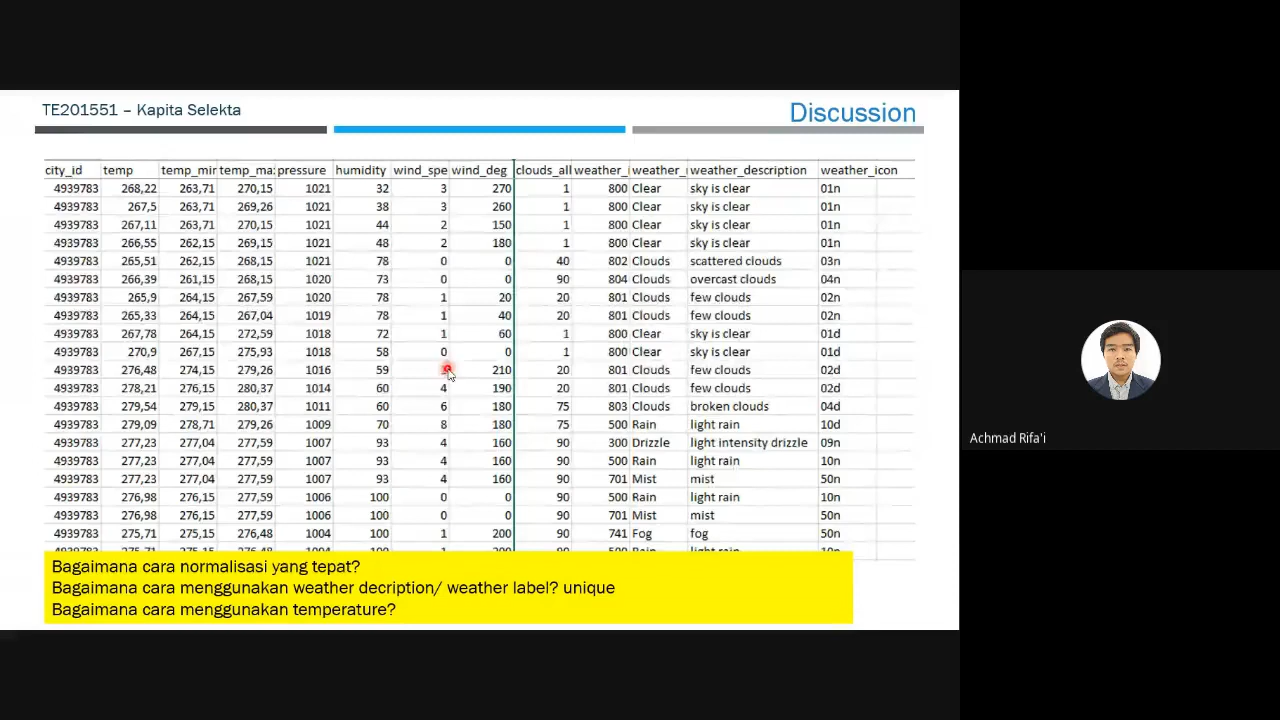 TE201551 – Kapita Selekta
Discussion
city_id temp temp_mir temp_ma: pressure humidity wind_spe wind_deg clouds_all weather_i weather_ weather_description weather_icon
4939783 268,22 263,71 270,15 1021 32 3 270 1 800 Clear sky is clear 01n
4939783 267,5 263,71 269,26 1021 38 3 260 1 800 Clear sky is clear 01n
4939783 267,11 263,71 270,15 1021 44 2 150 1 800 Clear sky is clear 01n
4939783 266,55 262,15 269,15 1021 48 2 180 1 800 Clear sky is clear 01n
4939783 265,51 262,15 268,15 1021 78 0 0 40 802 Clouds scattered clouds 03n
4939783 266,39 261,15 268,15 1020 73 0 0 90 804 Clouds overcast clouds 04n
4939783 265,9 264,15 267,59 1020 78 1 20 20 801 Clouds few clouds 02n
4939783 265,33 264,15 267,04 1019 78 1 40 20 801 Clouds few clouds 02n
4939783 267,78 264,15 272,59 1018 72 1 60 1 800 Clear sky is clear 01d
4939783 270,9 267,15 275,93 1018 58 0 0 1 800 Clear sky is clear 01d
4939783 276,48 274,15 279,26 1016 59 210 20 801 Clouds few clouds 02d
4939783 278,21 276,15 280,37 1014 60 4 190 20 801 Clouds few clouds 02d
4939783 279,54 279,15 280,37 1011 60 6 180 75 803 Clouds broken clouds 04d
4939783 279,09 278,71 279,26 1009 70 8 180 75 500 Rain light rain 10d
4939783 277,23 277,04 277,59 1007 93 4 160 90 300 Drizzle light intensity drizzle 09n
4939783 277,23 277,04 277,59 1007 93 4 160 90 500 Rain light rain 10n
4939783 277,23 277,04 277,59 1007 93 4 160 90 701 Mist mist 50n
4939783 276,98 276,15 277,59 1006 100 0 0 90 500 Rain light rain 10n
4939783 276,98 276,15 277,59 1006 100 0 0 90 701 Mist mist 50n
4939783 275,71 275,15 276,48 1004 100 1 200 90 741 Fog fog 50n
Bagaimana cara normalisasi yang tepat?
Bagaimana cara menggunakan weather decription/ weather label? unique
Bagaimana cara menggunakan temperature?
Achmad Rifa'i